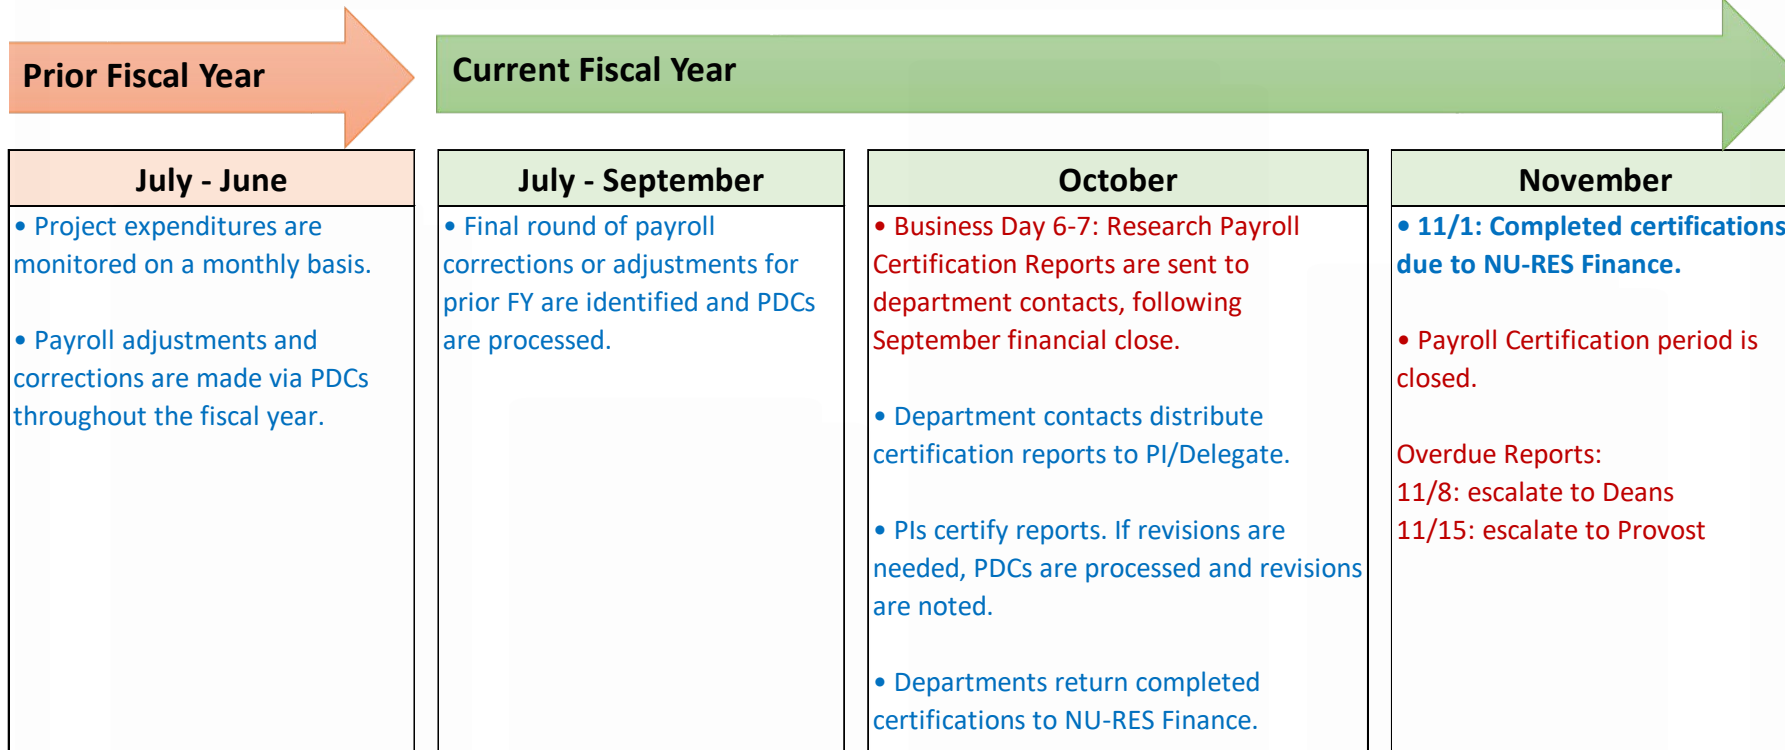 Prior Fiscal Year
Current Fiscal Year
July - June
• Project expenditures are
monitored on a monthly basis.
• Payroll adjustments and
corrections are made via PDCs
throughout the fiscal year.
July - September
• Final round of payroll
corrections or adjustments for
prior FY are identified and PDCs
are processed.
October
• Business Day 6-7: Research Payroll
Certification Reports are sent to
department contacts, following
September financial close.
• Department contacts distribute
certification reports to PI/Delegate.
• PIs certify reports. If revisions are
needed, PDCs are processed and revisions
are noted.
• Departments return completed
certifications to NU-RES Finance.
November
• 11/1: Completed certifications
due to NU-RES Finance.
• Payroll Certification period is
closed.
Overdue Reports:
11/8: escalate to Deans
11/15: escalate to Provost